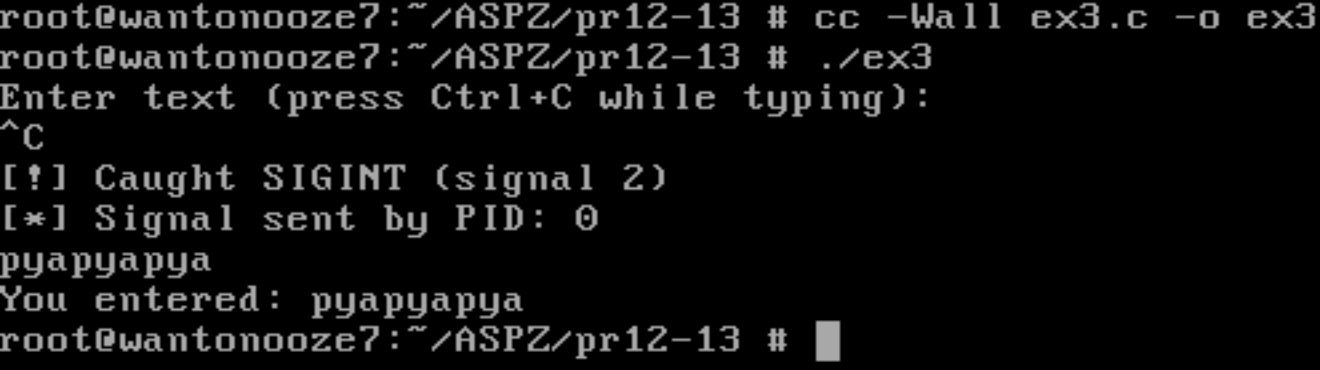 root@wantonooze7:~/ASPZ/pr12-13 # cc -Wall ex3.c -o ex3
root@wantonooze7:~/ASPZ/pr12-13 # ./ex3
Enter text (press Ctrl+C while typing):
^C
[!] Caught SIGINT (signal 2)
[*] Signal sent by PID: 0
pyapyapya
You entered: pyapyapya
root@wantonooze7:~/ASPZ/pr12-13 #